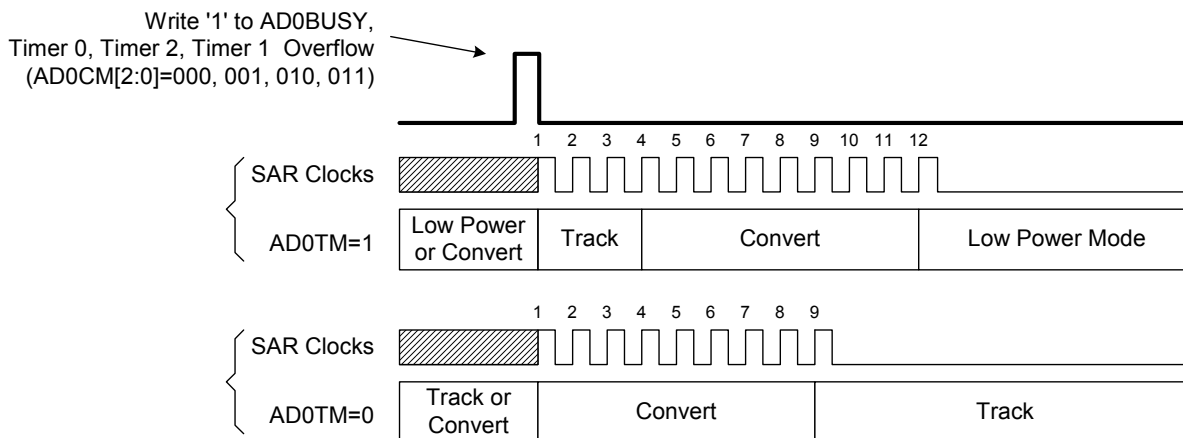 Write '1' to AD0BUSY,
Timer 0, Timer 2, Timer 1 Overflow
(AD0CM[2:0]=000, 001, 010, 011)
1 2 3 4 5 6 7 8 9 10 11 12
SAR Clocks
AD0TM=1
Low Power
or Convert
Track
Convert
Low Power Mode
1 2 3 4 5 6 7 8 9
SAR Clocks
AD0TM=0
Track or
Convert
Convert
Track